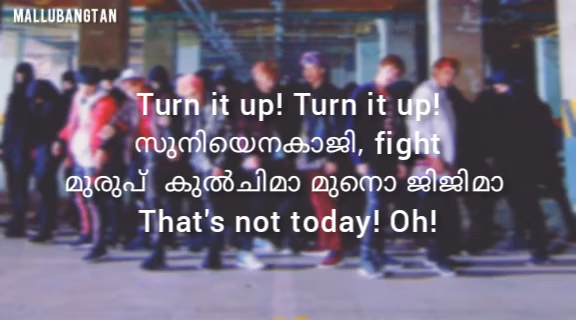 MALLUBANGTAN
Turn it up! Turn it up!
സുനിയെനകാജി, fight
മുരുപ് കുൽചിമാ മുനൊ ജിജിമാ
That's not today! Oh!